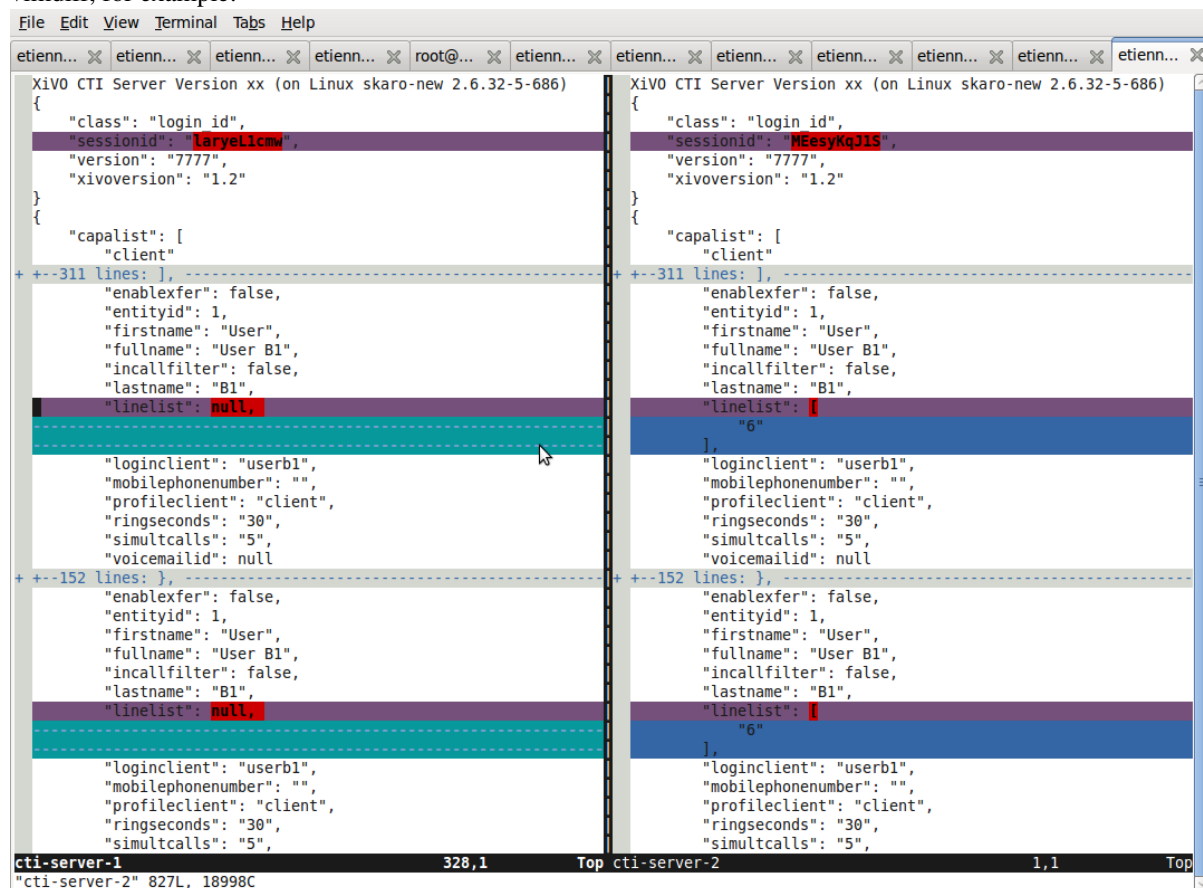 vimdiff, for example:
File Edit View Terminal Tabs Help
etienn... etienn... etienn... etienn... root@... etienn... etienn... etienn... etienn... etienn... etienn... etienn...
XiVO CTI Server Version xx (on Linux skaro-new 2.6.32-5-686)
{
"class": "login_id",
"sessionid": "laryeL1cmw",
"version": "7777",
"xivoversion": "1.2"
}
{
"capalist": [
"client"
+ +--311 lines: ], ----------------------------------------------------
"enablexfer": false,
"entityid": 1,
"firstname": "User",
"fullname": "User B1",
"incallfilter": false,
"lastname": "B1",
"linelist": null,
"loginclient": "userb1",
"mobilephonenumber": "",
"profileclient": "client",
"ringseconds": "30",
"simultcalls": "5",
"voicemailid": null
+ +--152 lines: }, ----------------------------------------------------
"enablexfer": false,
"entityid": 1,
"firstname": "User",
"fullname": "User B1",
"incallfilter": false,
"lastname": "B1",
"linelist": null,
"loginclient": "userb1",
"mobilephonenumber": "",
"profileclient": "client",
"ringseconds": "30",
"simultcalls": "5",
cti-server-1 328,1 Top
XiVO CTI Server Version xx (on Linux skaro-new 2.6.32-5-686)
{
"class": "login_id",
"sessionid": "MEesyKqJ1S",
"version": "7777",
"xivoversion": "1.2"
}
{
"capalist": [
"client"
+ +--311 lines: ], ---------------------------------------------------
"enablexfer": false,
"entityid": 1,
"firstname": "User",
"fullname": "User B1",
"incallfilter": false,
"lastname": "B1",
"linelist": [
"6"
],
"loginclient": "userb1",
"mobilephonenumber": "",
"profileclient": "client",
"ringseconds": "30",
"simultcalls": "5",
"voicemailid": null
+ +--152 lines: }, ---------------------------------------------------
"enablexfer": false,
"entityid": 1,
"firstname": "User",
"fullname": "User B1",
"incallfilter": false,
"lastname": "B1",
"linelist": [
"6"
],
"loginclient": "userb1",
"mobilephonenumber": "",
"profileclient": "client",
"ringseconds": "30",
"simultcalls": "5",
cti-server-2 1,1 Top
"cti-server-2" 827L, 18998C